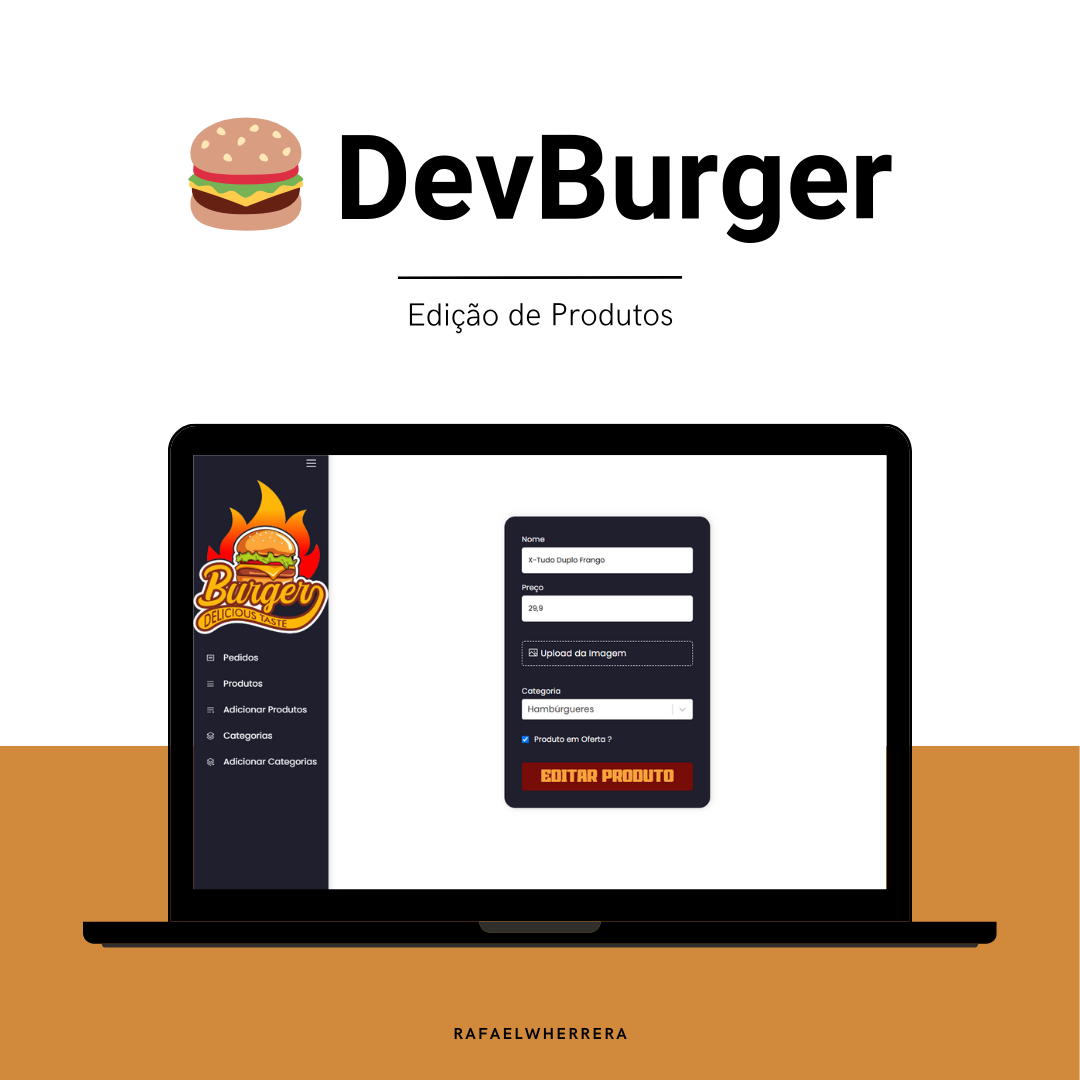 DevBurger
Edição de Produtos
Burger
DELICIOUS TASTE
Pedidos
Produtos
Adicionar Produtos
Categorias
Adicionar Categorias
Nome
X-Tudo Duplo Frango
Preço
29,9
Upload da Imagem
Categoria
Hambúrgueres
Produto em Oferta ?
EDITAR PRODUTO
RAFAELWHERRERA